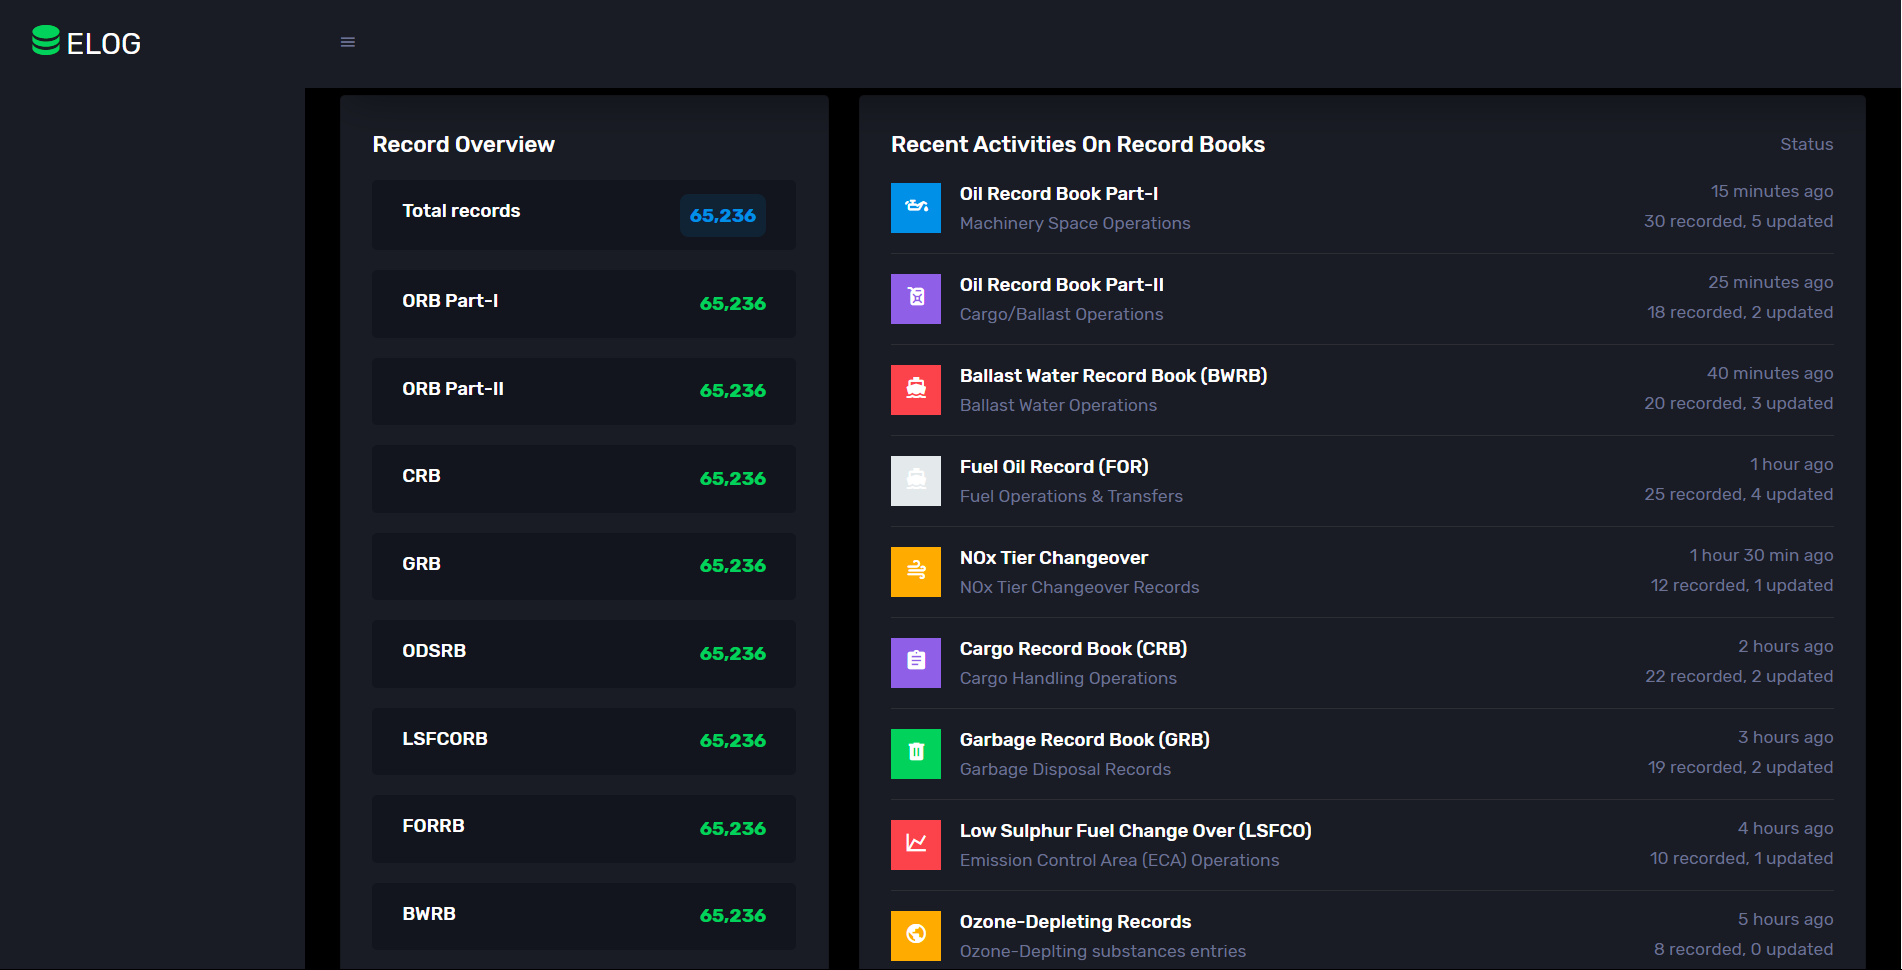 ELOG
Record Overview
Total records 65,236
ORB Part-I 65,236
ORB Part-II 65,236
CRB 65,236
GRB 65,236
ODSRB 65,236
LSFCORB 65,236
FORRB 65,236
BWRB 65,236
Recent Activities On Record Books Status
Oil Record Book Part-I 15 minutes ago
Machinery Space Operations 30 recorded, 5 updated
Oil Record Book Part-II 25 minutes ago
Cargo/Ballast Operations 18 recorded, 2 updated
Ballast Water Record Book (BWRB) 40 minutes ago
Ballast Water Operations 20 recorded, 3 updated
Fuel Oil Record (FOR) 1 hour ago
Fuel Operations & Transfers 25 recorded, 4 updated
NOx Tier Changeover 1 hour 30 min ago
NOx Tier Changeover Records 12 recorded, 1 updated
Cargo Record Book (CRB) 2 hours ago
Cargo Handling Operations 22 recorded, 2 updated
Garbage Record Book (GRB) 3 hours ago
Garbage Disposal Records 19 recorded, 2 updated
Low Sulphur Fuel Change Over (LSFCO) 4 hours ago
Emission Control Area (ECA) Operations 10 recorded, 1 updated
Ozone-Depleting Records 5 hours ago
Ozone-Deplting substances entries 8 recorded, 0 updated